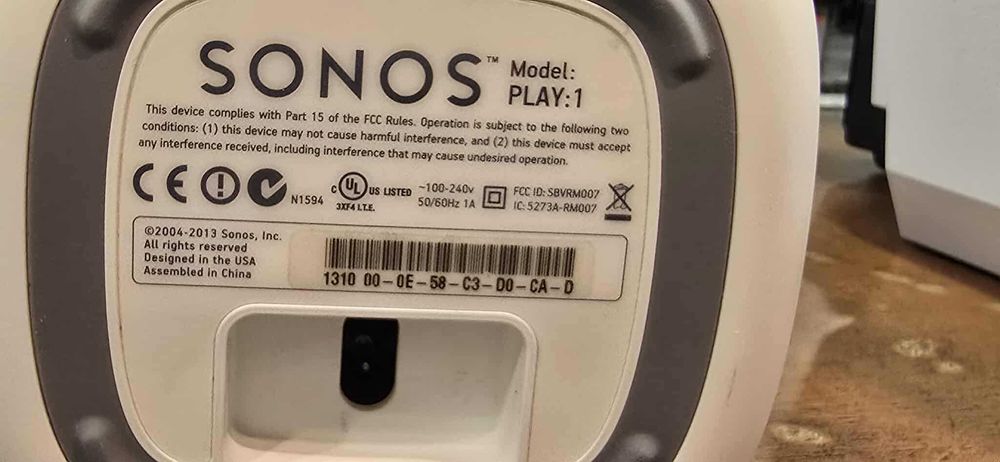 SONOS™ Model:
PLAY:1
This device complies with Part 15 of the FCC Rules. Operation is subject to the following two
conditions: (1) this device may not cause harmful interference, and (2) this device must accept
any interference received, including interference that may cause undesired operation.
CE N1594 c UL US LISTED 3XF4 I.T.E. ~100-240v 50/60Hz 1A FCC ID: SBVRM007
IC: 5273A-RM007
©2004-2013 Sonos, Inc.
All rights reserved
Designed in the USA
Assembled in China
1310 00-0E-58-C3-D0-CA-D